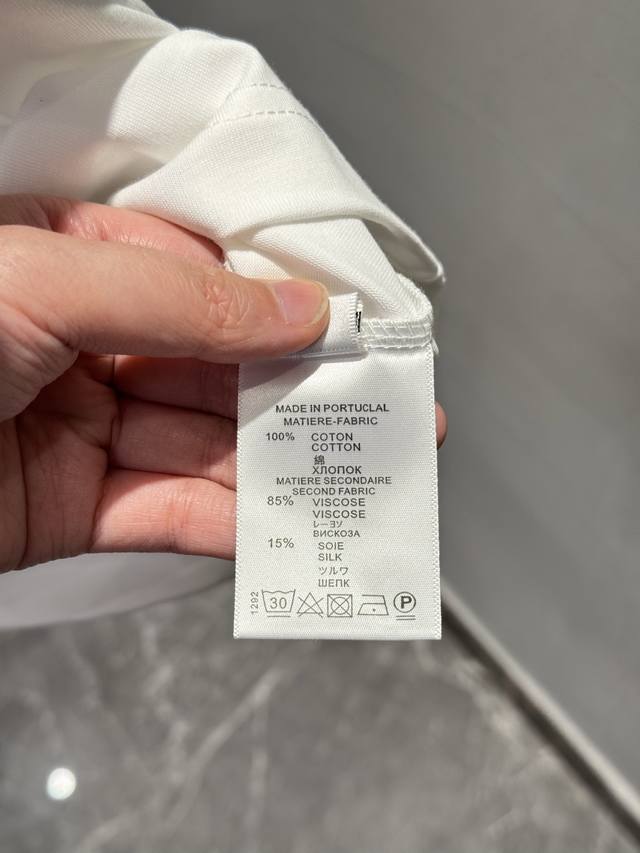 MADE IN PORTUCLAL
MATIERE-FABRIC
100% COTON
COTTON
綿
ХЛОПОК
MATIERE SECONDAIRE
SECOND FABRIC
85% VISCOSE
VISCOSE
レーヨソ
ВИСКОЗА
15% SOIE
SILK
ツルワ
ШЕПК
1292 30 P